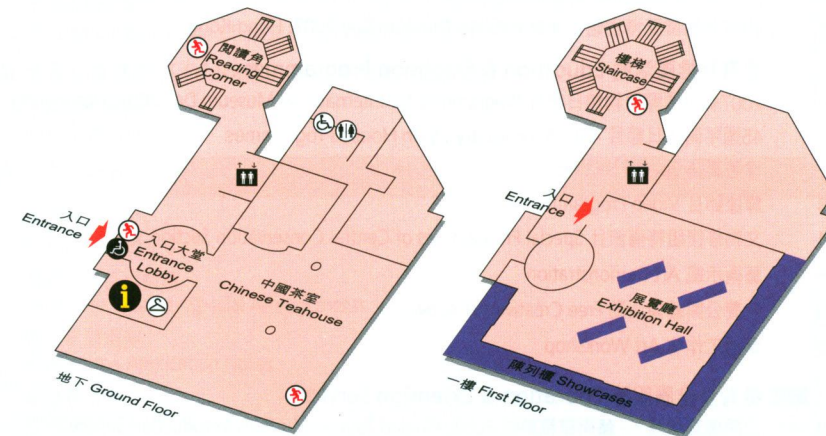 閱讀角
Reading
Corner
入口
Entrance
入口大堂
Entrance
Lobby
i
中國茶室
Chinese Teahouse
地下 Ground Floor
樓梯
Staircase
入口
Entrance
展覽廳
Exhibition Hall
陳列櫃 Showcases
一樓 First Floor